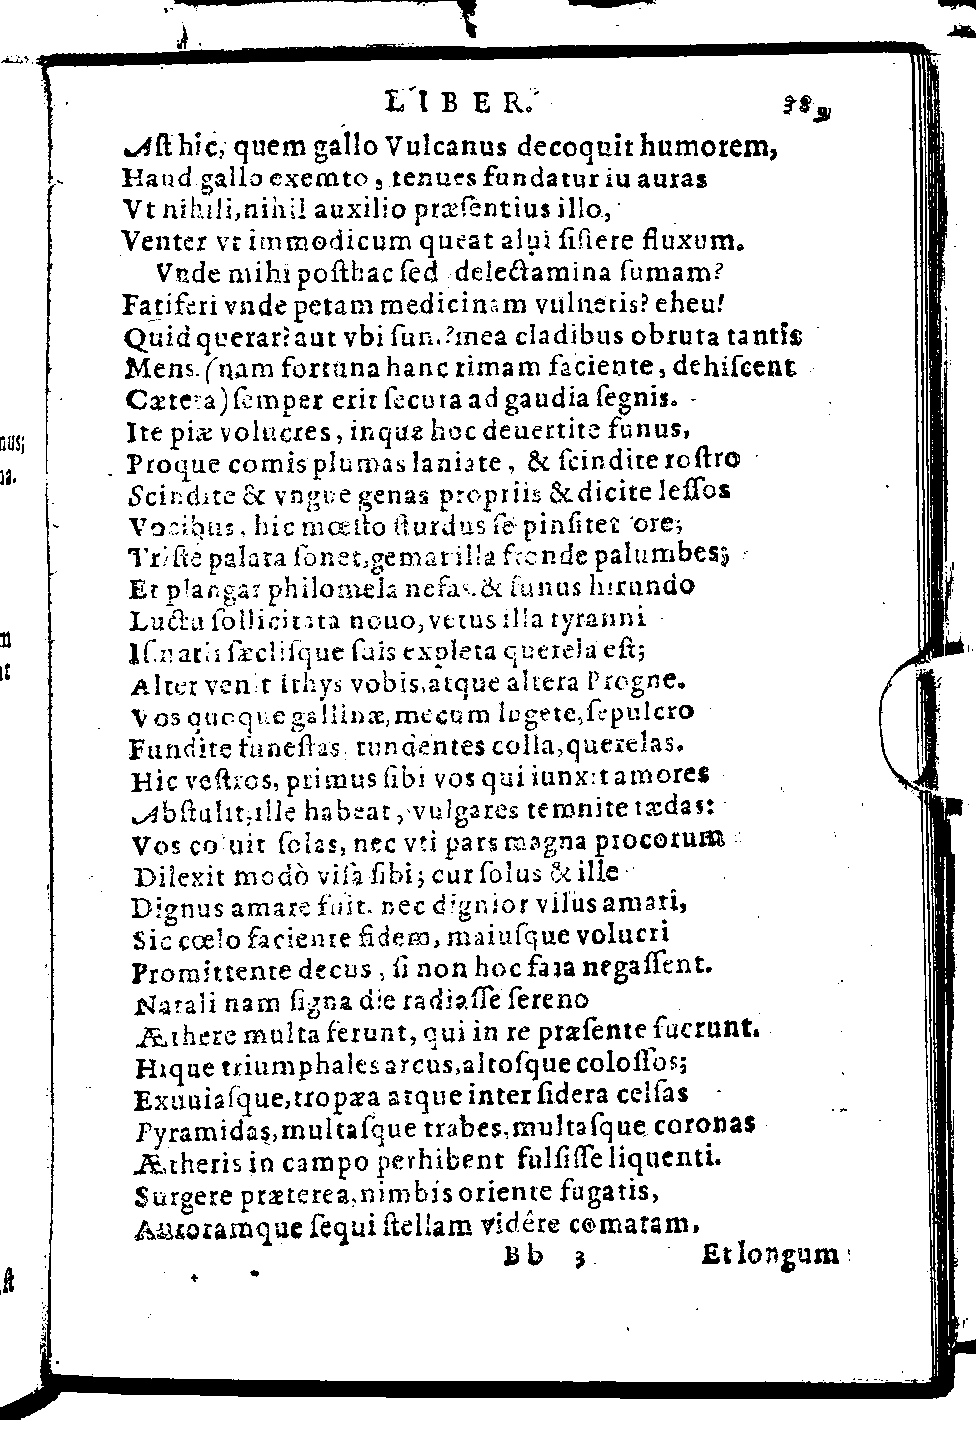 LIBER. 389
Aſt hic, quem gallo Vulcanus decoquit humorem,
Haud gallo exemto, tenues fundatur iu auras
Vt nihili, nihil auxilio præſentius illo,
Venter vt immodicum queat alui ſiſtere fluxum.
Vnde mihi poſthac ſed delectamina ſumam?
Fatiferi vnde petam medicinam vulneris? eheu!
Quid querar? aut vbi ſum? mea cladibus obruta tantis
Mens (nam fortuna hanc rimam faciente, dehiſcent
Cætera) ſemper erit ſecura ad gaudia ſegnis.
Ite piæ volucres, inquæ hoc deuertite funus,
Proque comis plumas laniate, & ſcindite roſtro
Scindite & vngue genas propriis & dicite leſſos
Vocibus, hic mœſto ſturdus ſe pinſitet ore;
Triſte palata ſonet, gemat illa fronde palumbes;
Et plangat philomela nefas, & funus hirundo
Luctu ſollicitata nouo, vetus illa tyranni
Iſmarii ſæcliſque ſuis expleta querela eſt;
Alter venit ithys vobis, atque altera Progne.
Vos quoque gallinæ, mecum lugete, ſepulcro
Fundite funeſtas tundentes colla, querelas.
Hic veſtros, primus ſibi vos qui iunxit amores
Abſtulit, ille habeat, vulgares temnite tædas:
Vos coluit ſolas, nec vti pars magna procorum
Dilexit modò viſâ ſibi; cur ſolus & ille
Dignus amare fuit, nec dignior vllus amari,
Sic cœlo faciente fidem, maiuſque volucri
Promittente decus, ſi non hoc fata negaſſent.
Natali nam ſigna die radiaſſe ſereno
Æthere multa ferunt, qui in re præſente fuerunt.
Hique triumphales arcus, altoſque coloſſos;
Exuuiaſque, tropæa atque inter ſidera celſas
Pyramidas, multaſque trabes, multaſque coronas
Ætheris in campo perhibent fulſiſſe liquenti.
Surgere præterea, nimbis oriente fugatis,
Auroramque ſequi ſtellam vidêre comatam.
Bb 3 Et longum